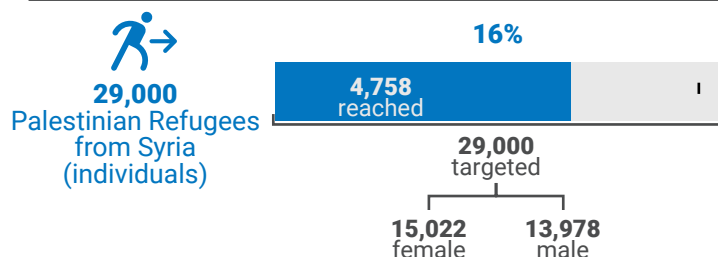 16%
29,000
Palestinian Refugees
from Syria
(individuals)
4,758
reached
29,000
targeted
15,022
female
13,978
male